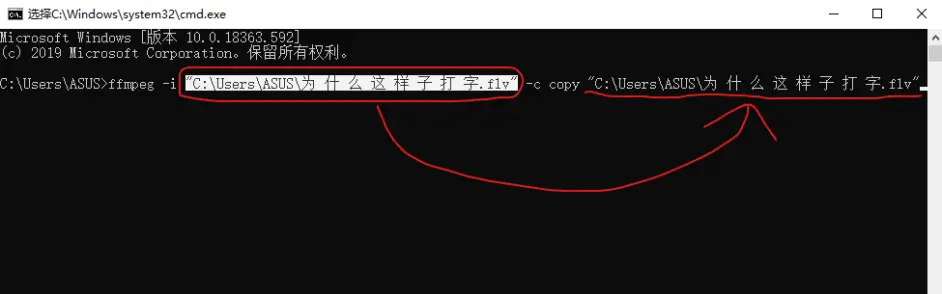 选择C:\Windows\system32\cmd.exe
Microsoft Windows [版本 10.0.18363.592]
(c) 2019 Microsoft Corporation。保留所有权利。
C:\Users\ASUS>ffmpeg -i "C:\Users\ASUS\为 什 么 这 样 子 打 字.flv" -c copy "C:\Users\ASUS\为 什 么 这 样 子 打 字.flv"